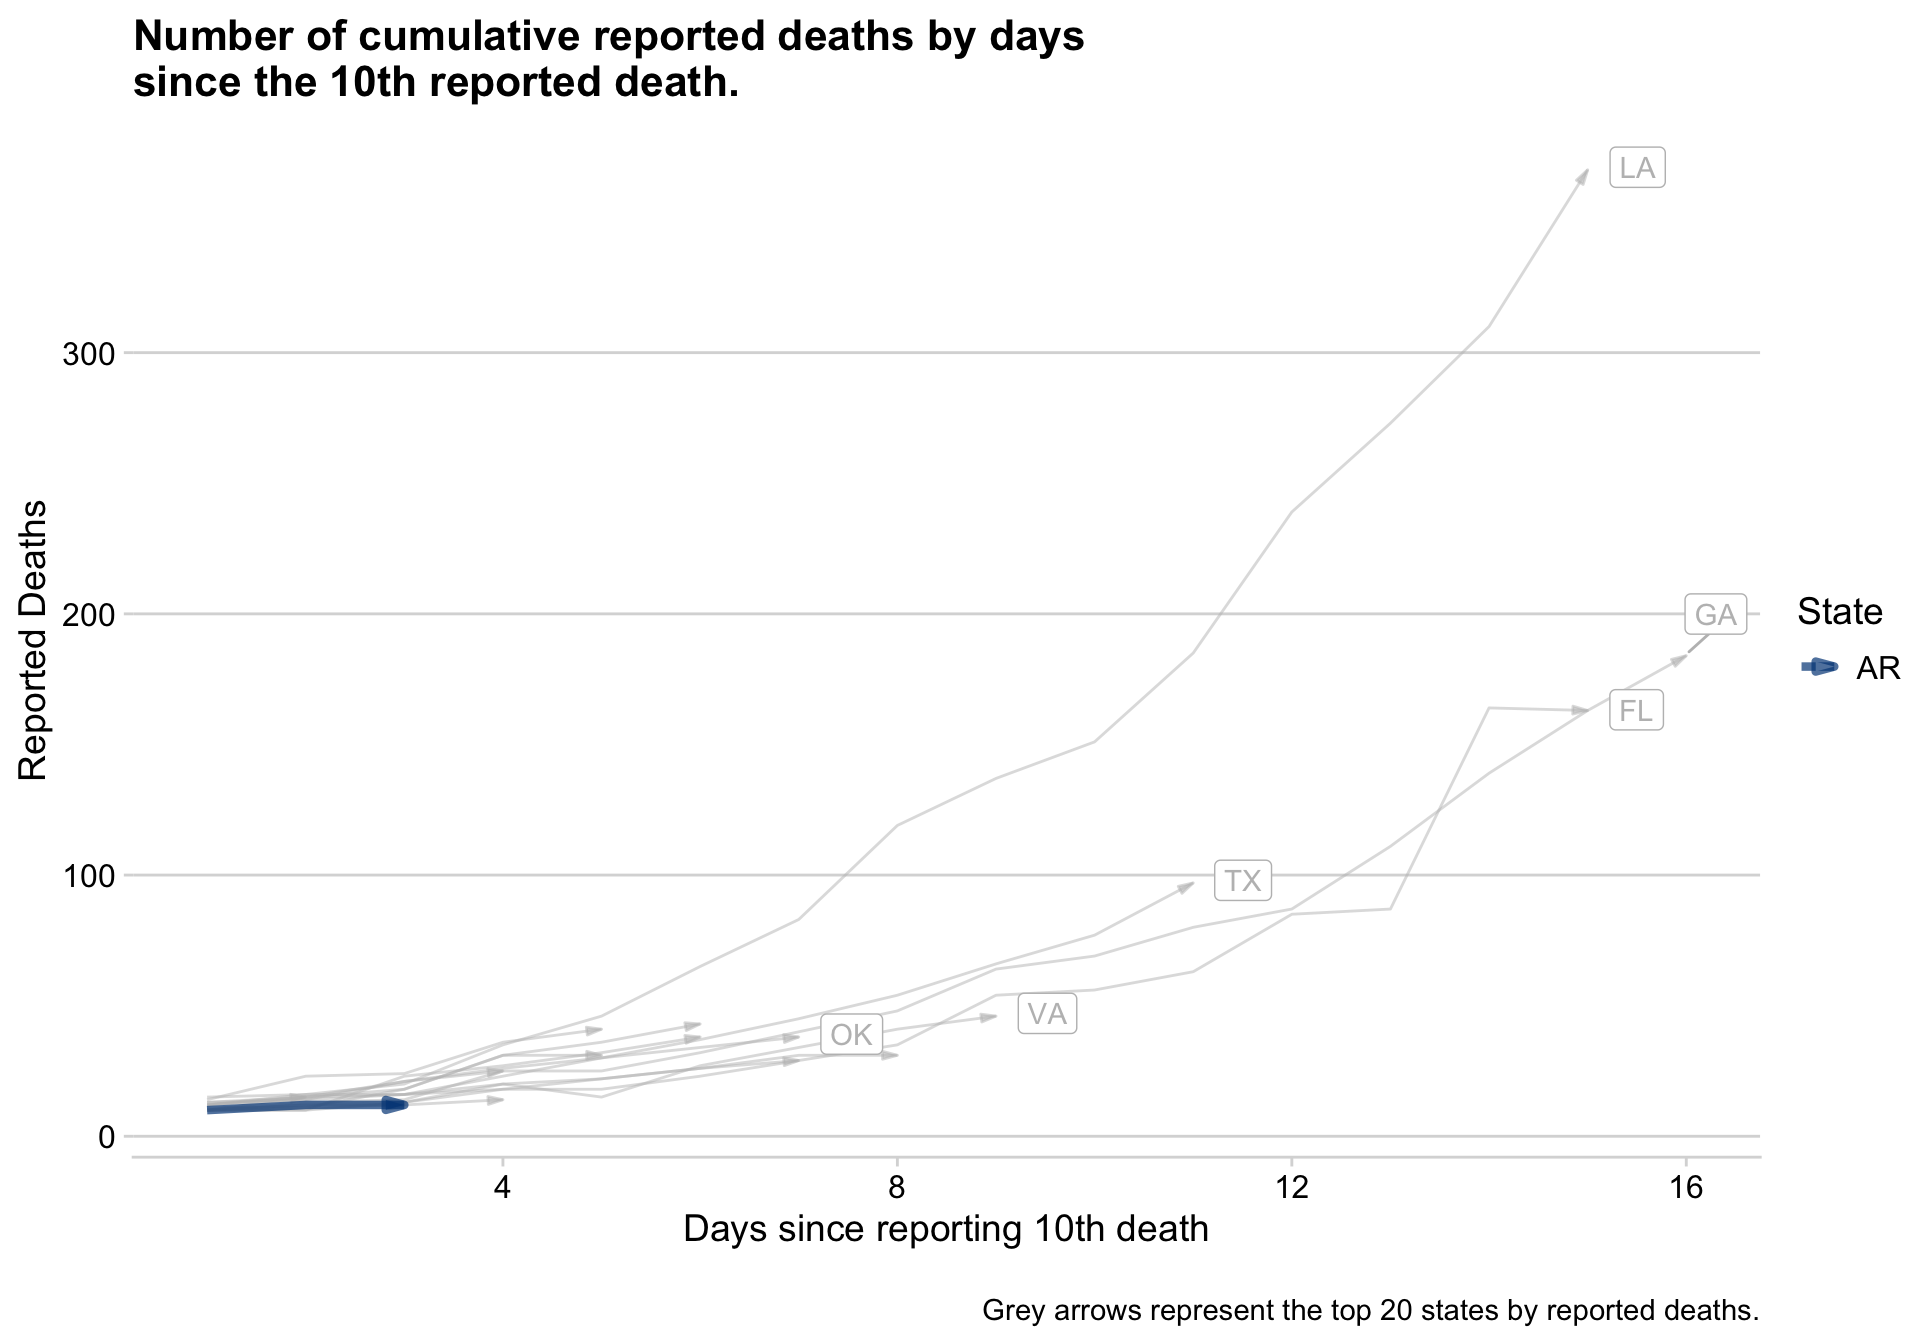 Number of cumulative reported deaths by days
since the 10th reported death.
LA
300
GA
200
State
AR
FL
100
TX
VA
OK
0
Reported Deaths
4 8 12 16
Days since reporting 10th death
Grey arrows represent the top 20 states by reported deaths.